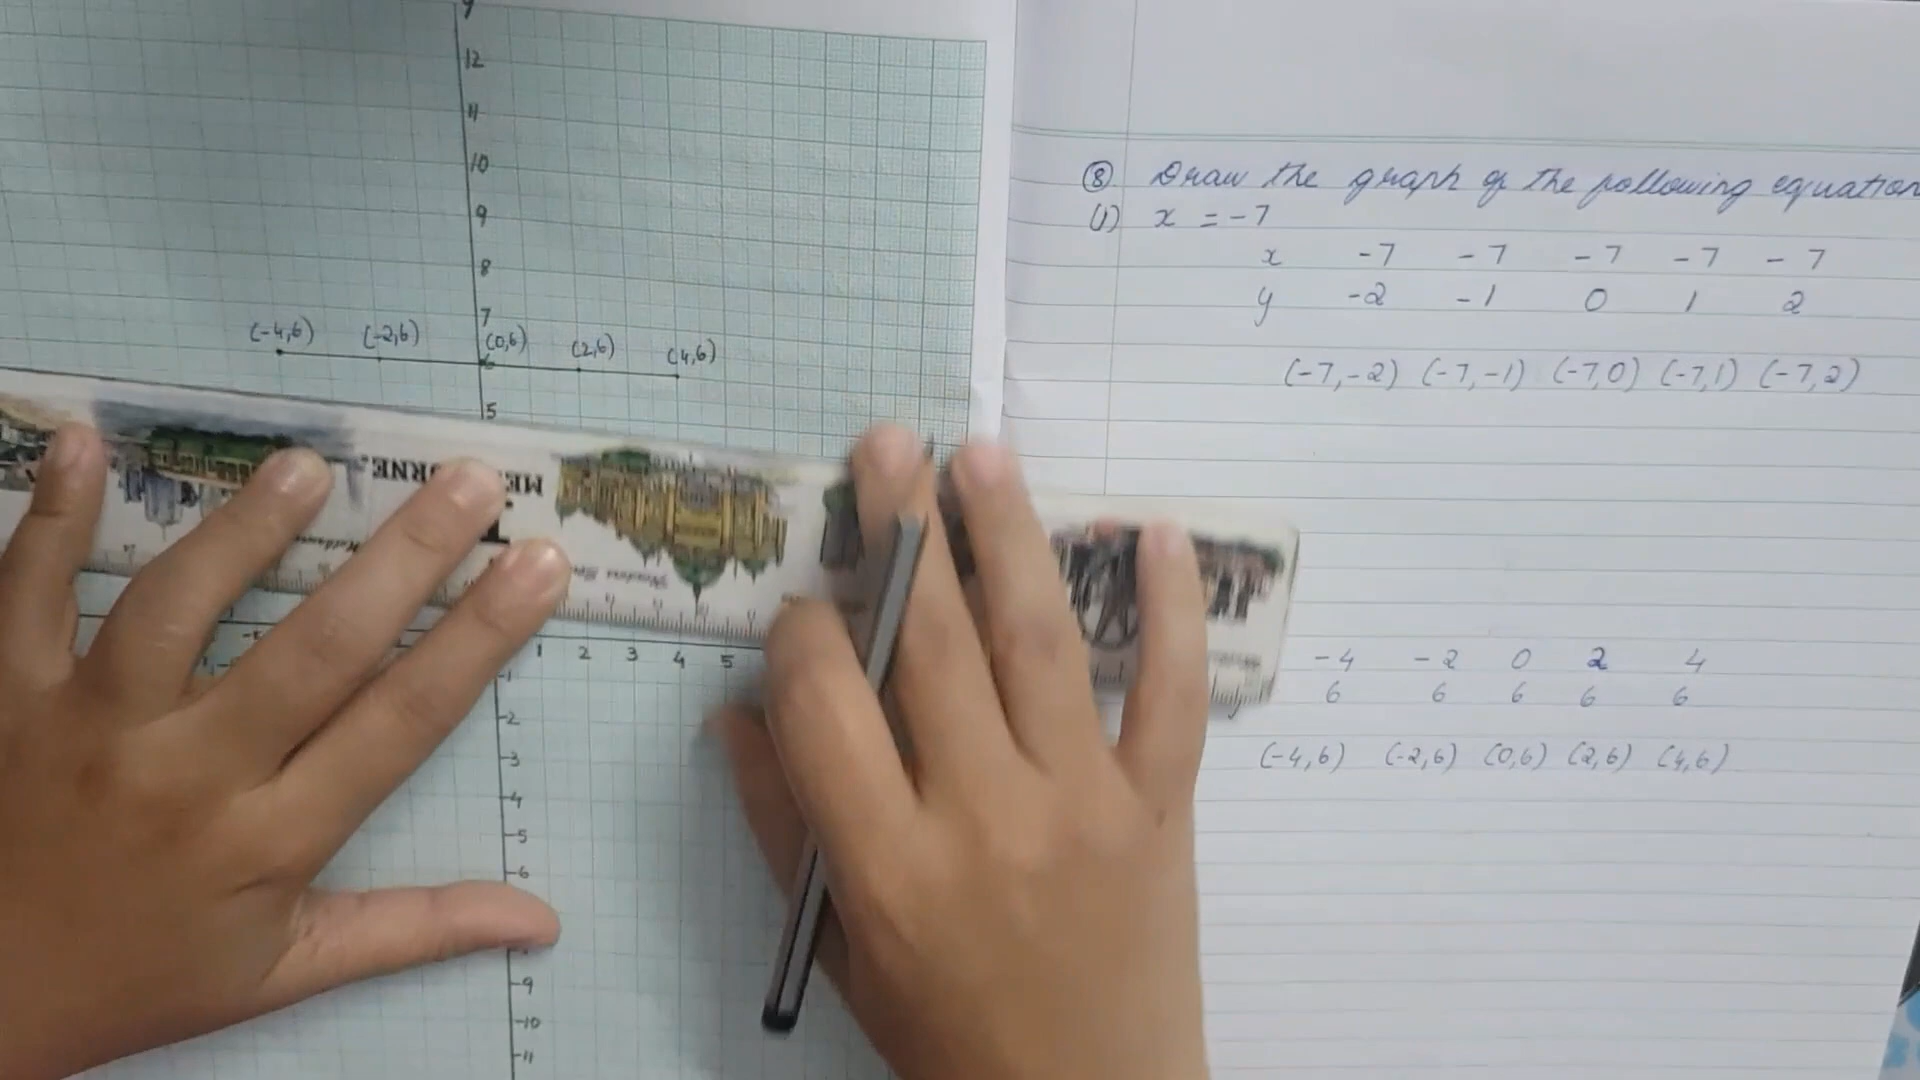 y
12
11
10
9
8
7
(-4,6) (-2,6) (0,6) (2,6) (4,6)
6
5
1 2 3 4 5
-1
-2
-3
-4
-5
-6
-9
-10
-11
⑧ Draw the graph of the following equation
(1) x = -7
x -7 -7 -7 -7 -7
y -2 -1 0 1 2
(-7,-2) (-7,-1) (-7,0) (-7,1) (-7,2)
-4 -2 0 2 4
6 6 6 6 6
(-4,6) (-2,6) (0,6) (2,6) (4,6)